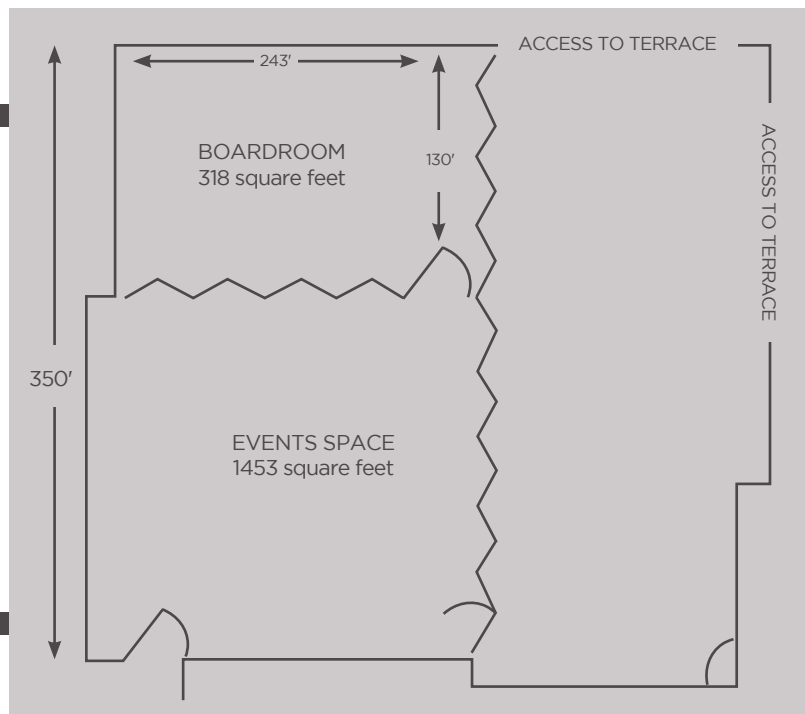 ACCESS TO TERRACE
243'
BOARDROOM
318 square feet
130'
ACCESS TO TERRACE
350'
EVENTS SPACE
1453 square feet